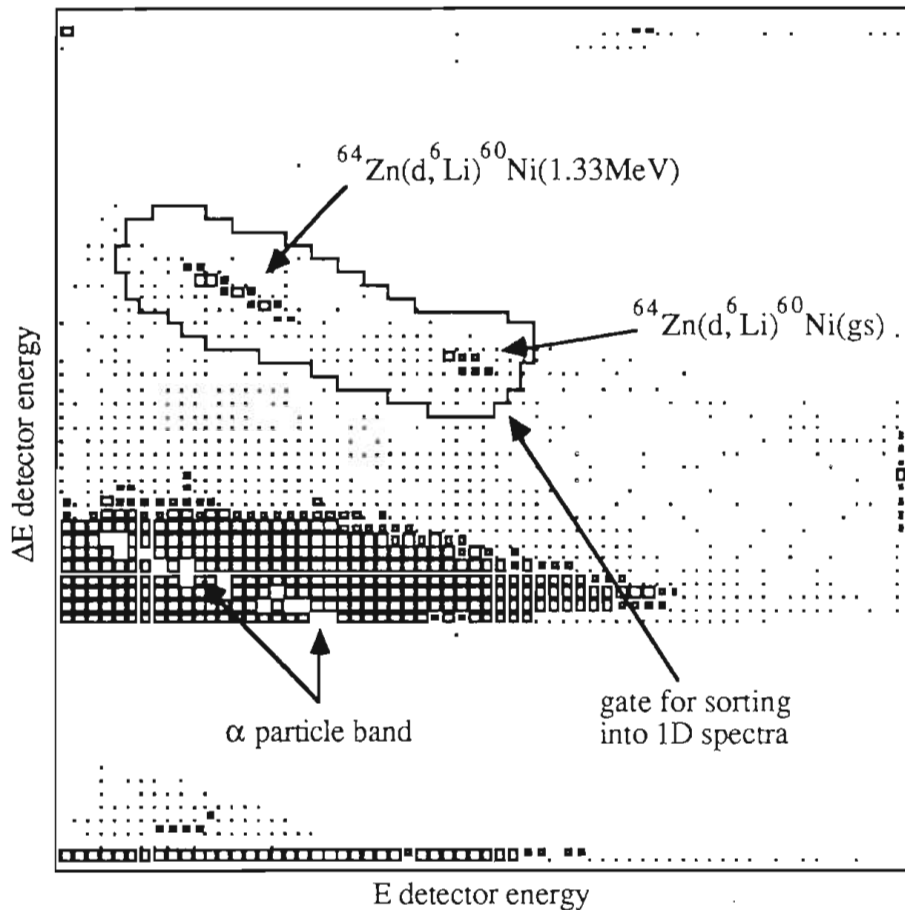 ⁶⁴Zn(d,⁶Li)⁶⁰Ni(1.33MeV)
⁶⁴Zn(d,⁶Li)⁶⁰Ni(gs)
ΔE detector energy
α particle band
gate for sorting
into 1D spectra
E detector energy